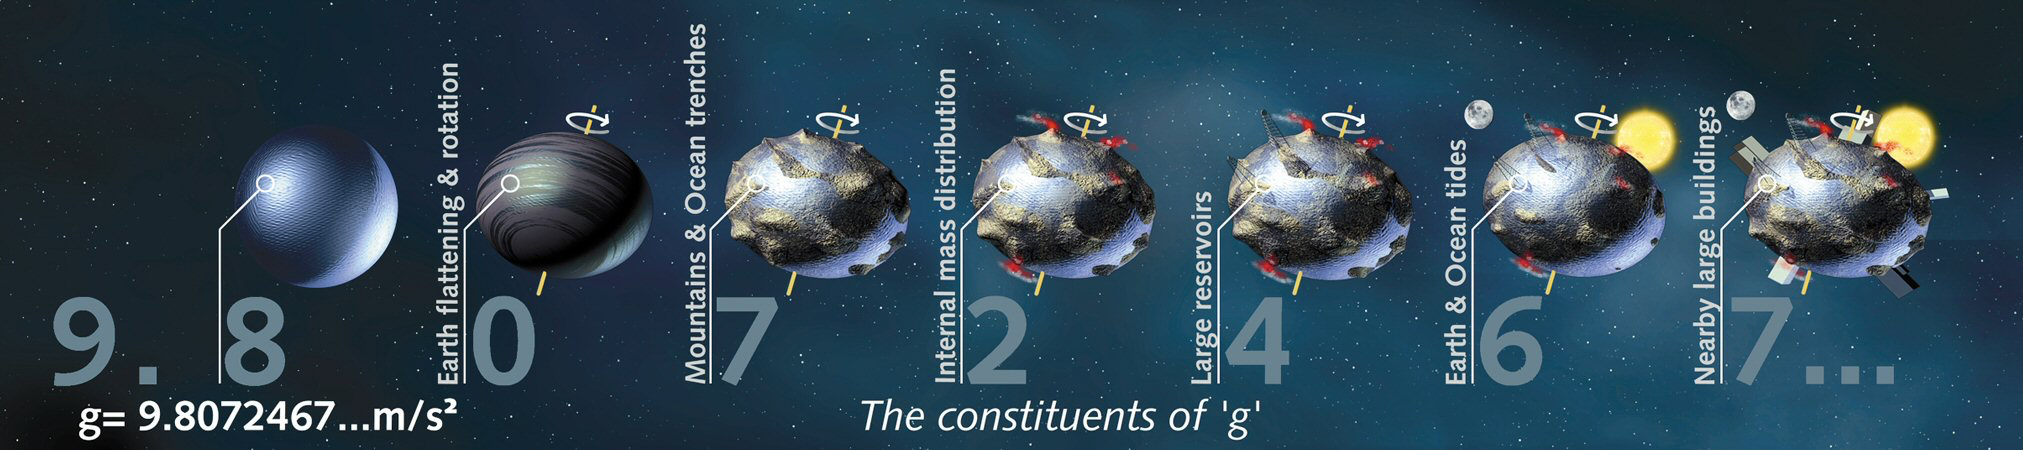 Earth flattening & rotation
Mountains & Ocean trenches
Internal mass distribution
Large reservoirs
Earth & Ocean tides
Nearby large buildings
9. 8 0 7 2 4 6 7...
g= 9.8072467...m/s²
The constituents of 'g'